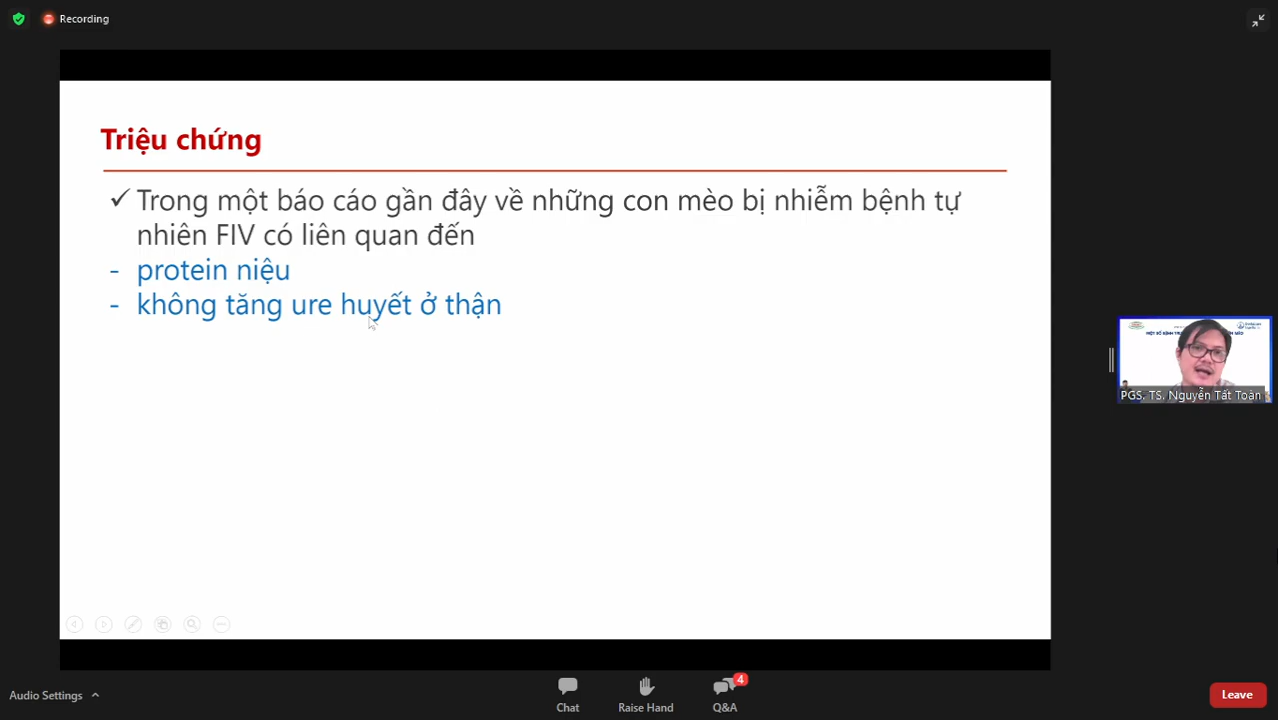 Recording
Triệu chứng
✓ Trong một báo cáo gần đây về những con mèo bị nhiễm bệnh tự
nhiên FIV có liên quan đến
- protein niệu
- không tăng ure huyết ở thận
PGS. TS. Nguyễn Tất Toàn
Audio Settings
Chat
Raise Hand
4
Q&A
Leave